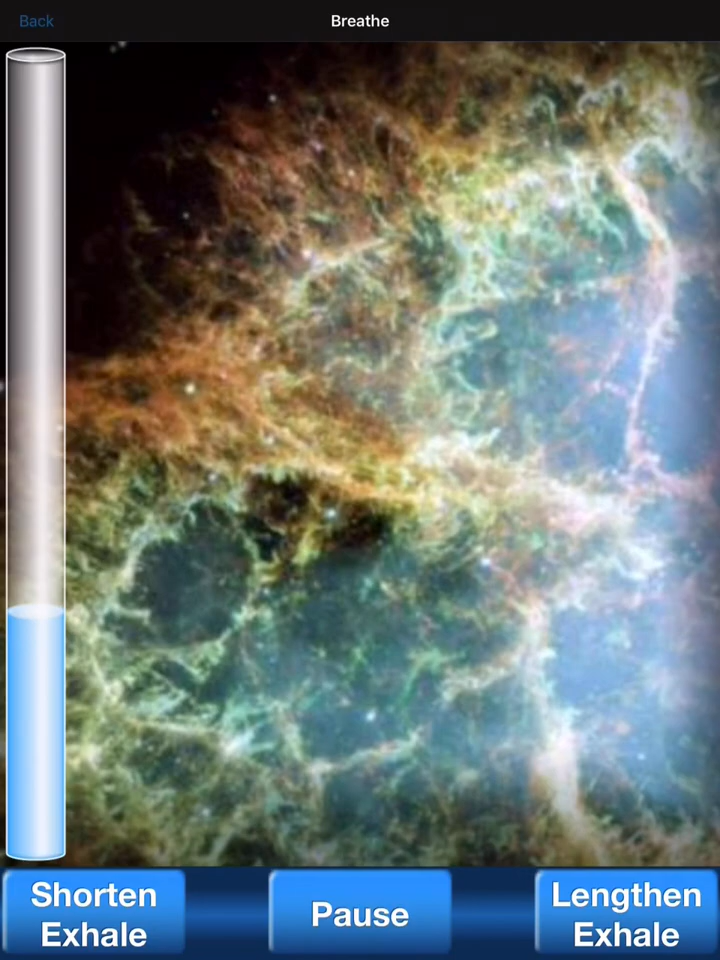 Back
Breathe
Shorten
Exhale
Pause
Lengthen
Exhale